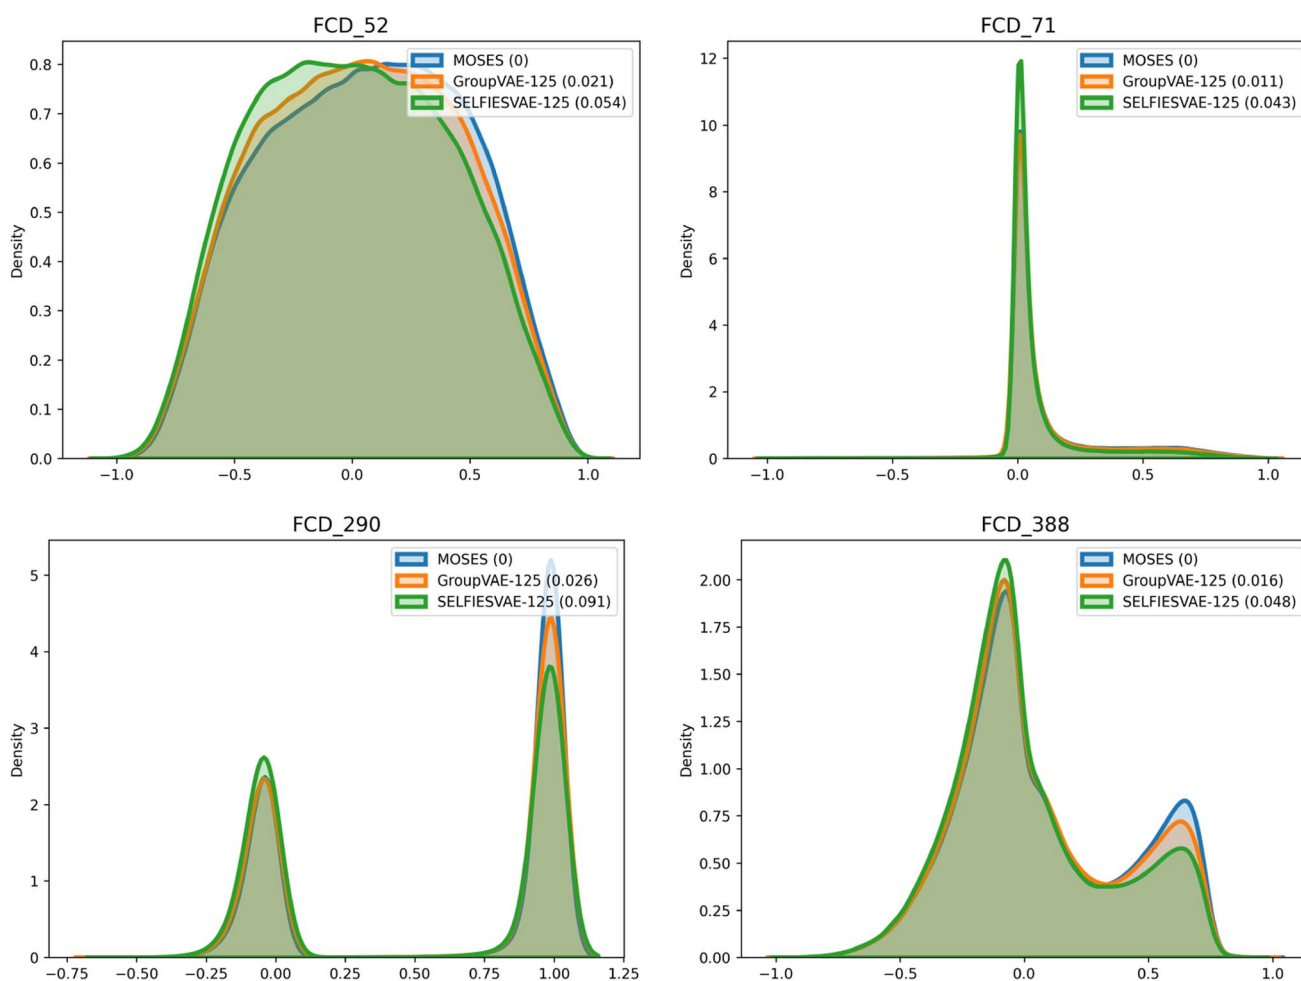 FCD_52
MOSES (0)
GroupVAE-125 (0.021)
SELFIESVAE-125 (0.054)
Density
0.8
0.7
0.6
0.5
0.4
0.3
0.2
0.1
0.0
−1.0 −0.5 0.0 0.5 1.0
FCD_71
MOSES (0)
GroupVAE-125 (0.011)
SELFIESVAE-125 (0.043)
Density
12
10
8
6
4
2
0
−1.0 −0.5 0.0 0.5 1.0
FCD_290
MOSES (0)
GroupVAE-125 (0.026)
SELFIESVAE-125 (0.091)
Density
5
4
3
2
1
0
−0.75 −0.50 −0.25 0.00 0.25 0.50 0.75 1.00 1.25
FCD_388
MOSES (0)
GroupVAE-125 (0.016)
SELFIESVAE-125 (0.048)
Density
2.00
1.75
1.50
1.25
1.00
0.75
0.50
0.25
0.00
−1.0 −0.5 0.0 0.5 1.0